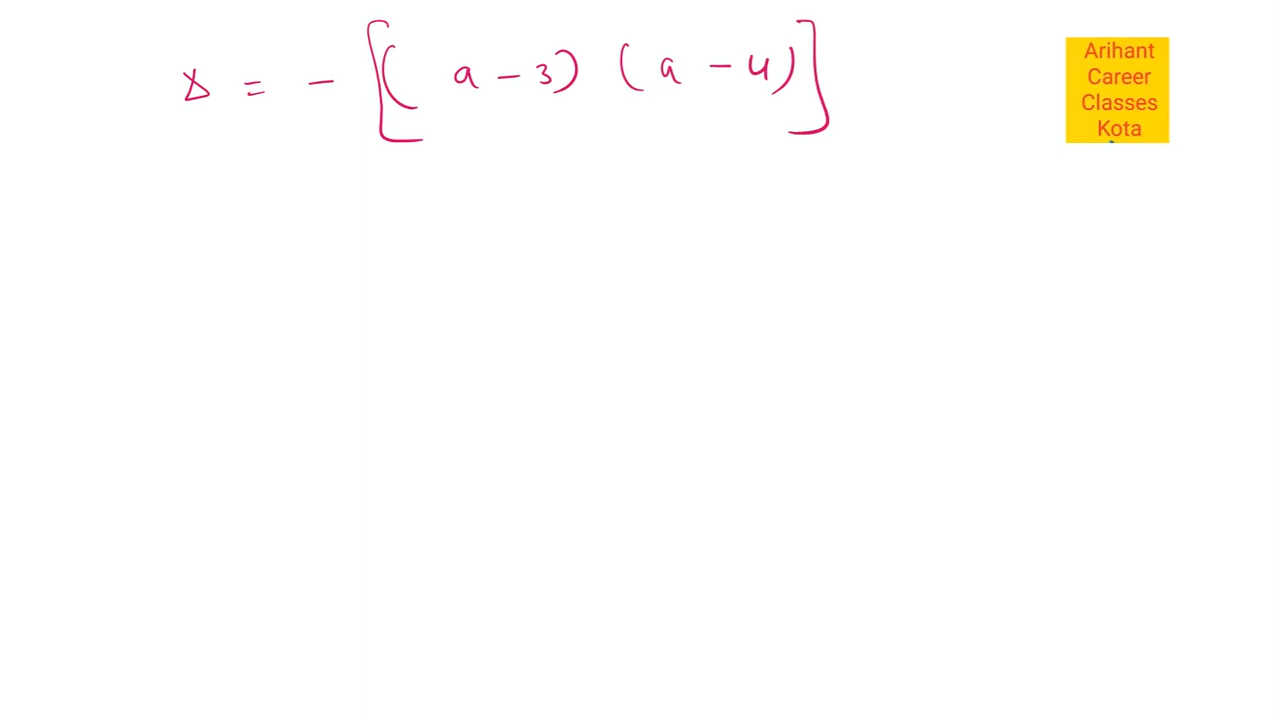 Δ = - [( a - 3) (a - 4)]
Arihant
Career
Classes
Kota